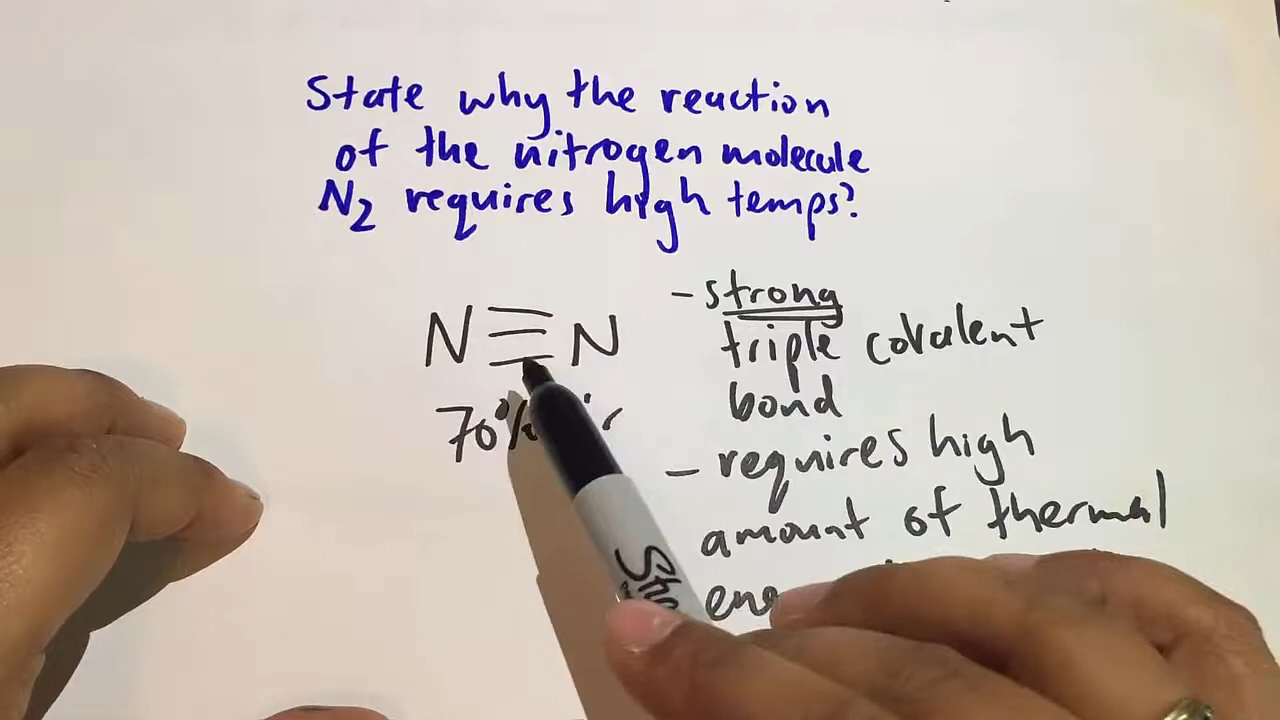 State why the reaction
of the nitrogen molecule
N2 requires high temps?
N≡N
70%
- strong
triple covalent
bond
- requires high
amount of thermal